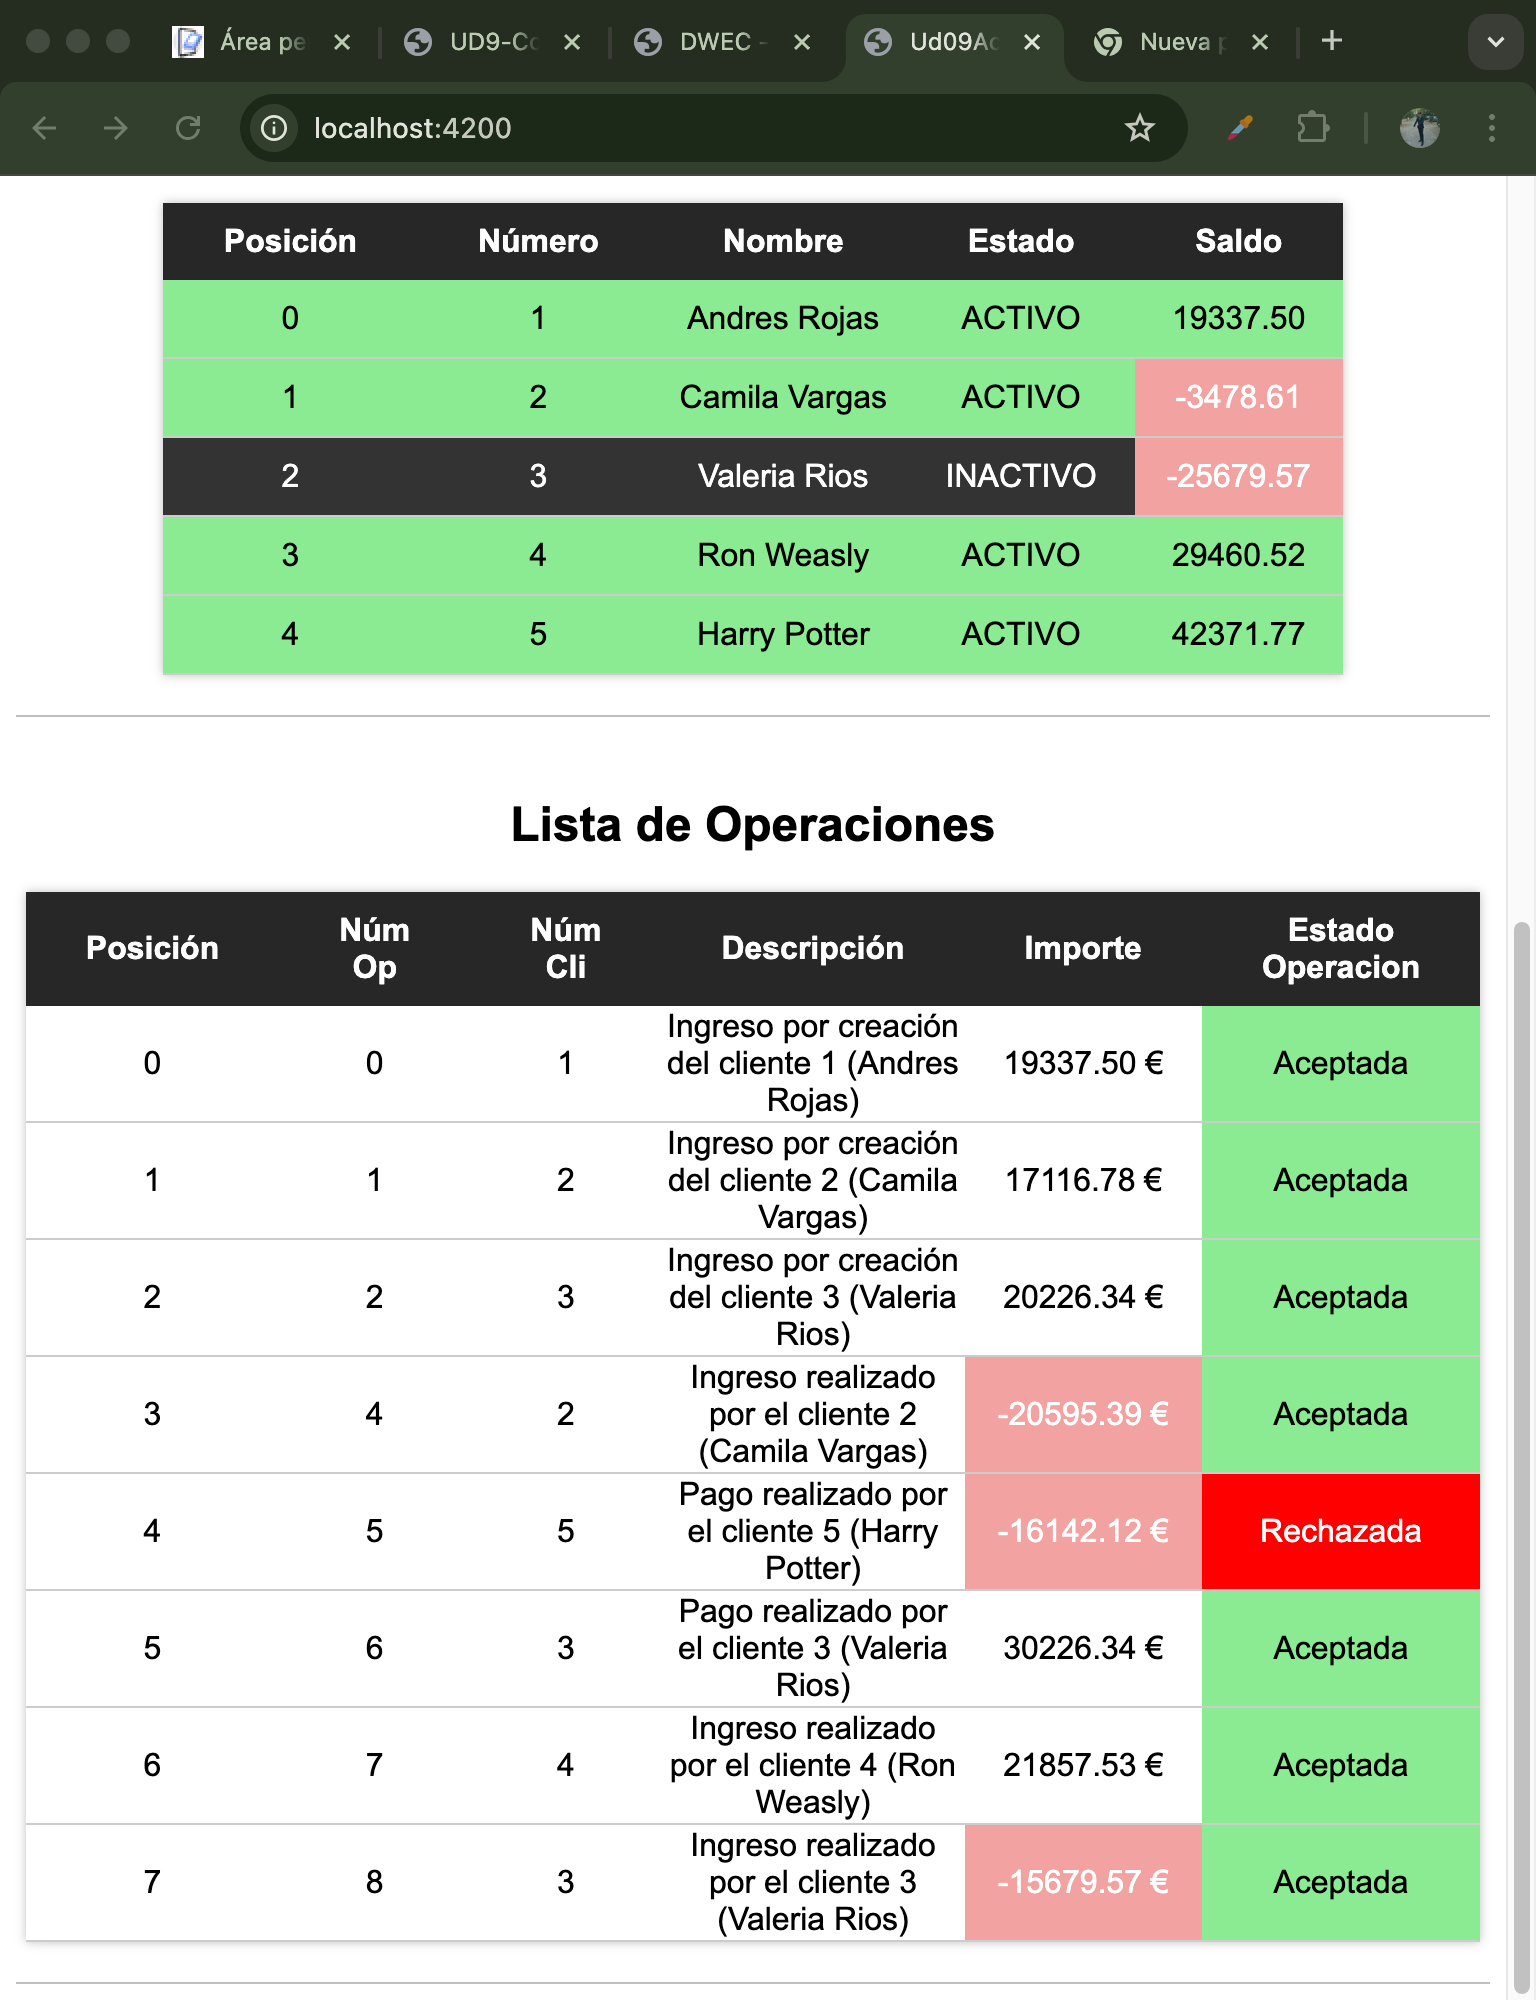 Área pe
UD9-Co
DWEC -
Ud09Ac
Nueva p
localhost:4200
Posición Número Nombre Estado Saldo
0 1 Andres Rojas ACTIVO 19337.50
1 2 Camila Vargas ACTIVO -3478.61
2 3 Valeria Rios INACTIVO -25679.57
3 4 Ron Weasly ACTIVO 29460.52
4 5 Harry Potter ACTIVO 42371.77
Lista de Operaciones
Posición Núm Op Núm Cli Descripción Importe Estado Operacion
0 0 1 Ingreso por creación del cliente 1 (Andres Rojas) 19337.50 € Aceptada
1 1 2 Ingreso por creación del cliente 2 (Camila Vargas) 17116.78 € Aceptada
2 2 3 Ingreso por creación del cliente 3 (Valeria Rios) 20226.34 € Aceptada
3 4 2 Ingreso realizado por el cliente 2 (Camila Vargas) -20595.39 € Aceptada
4 5 5 Pago realizado por el cliente 5 (Harry Potter) -16142.12 € Rechazada
5 6 3 Pago realizado por el cliente 3 (Valeria Rios) 30226.34 € Aceptada
6 7 4 Ingreso realizado por el cliente 4 (Ron Weasly) 21857.53 € Aceptada
7 8 3 Ingreso realizado por el cliente 3 (Valeria Rios) -15679.57 € Aceptada